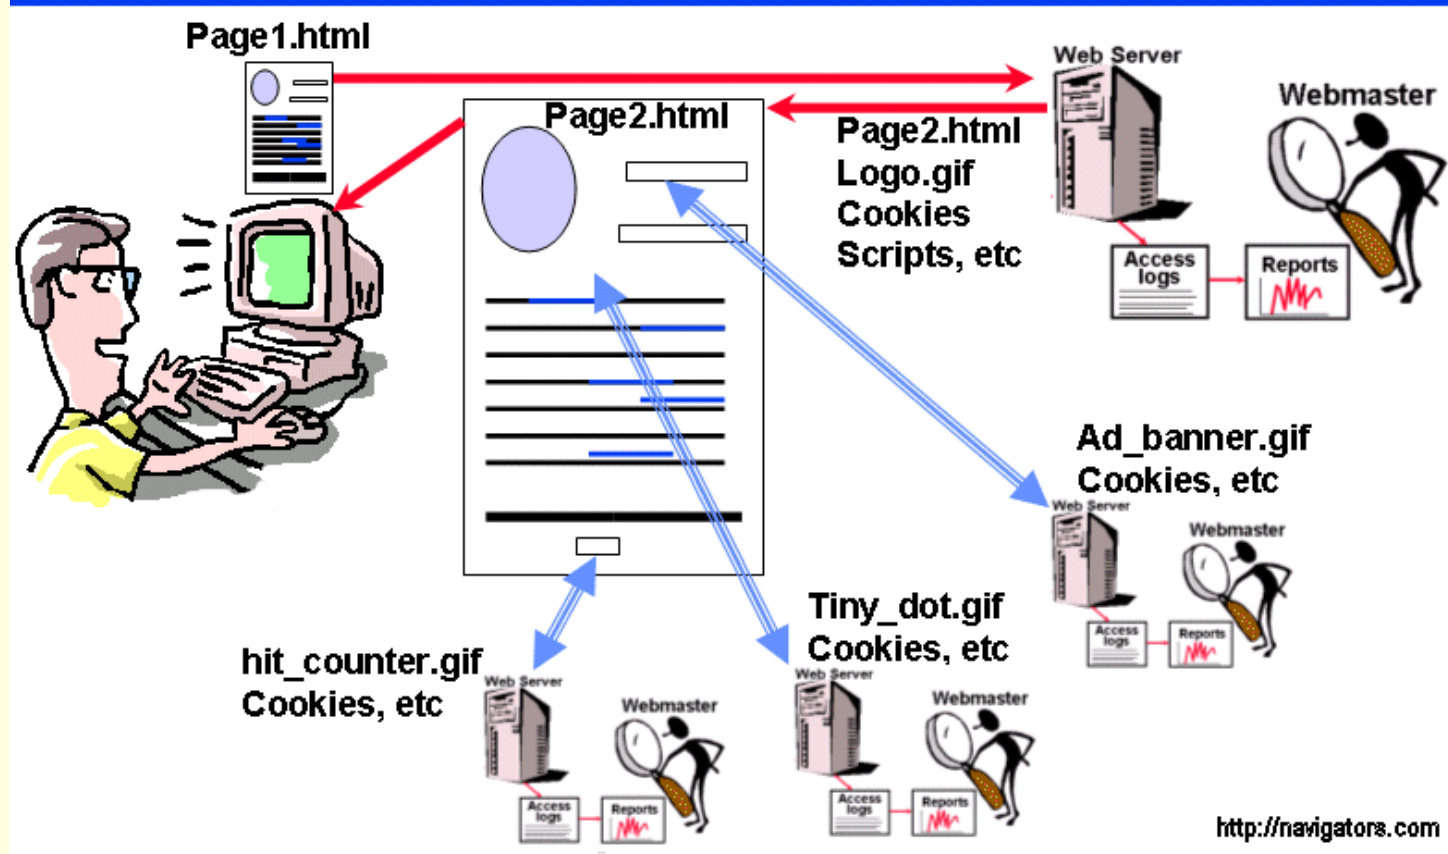 Page1.html
Web Server
Webmaster
Page2.html
Page2.html
Logo.gif
Cookies
Scripts, etc
Access
logs
Reports
Ad_banner.gif
Cookies, etc
Web Server
Webmaster
Access
logs
Reports
Tiny_dot.gif
Cookies, etc
Web Server
Webmaster
Access
logs
Reports
hit_counter.gif
Cookies, etc
Web Server
Webmaster
Access
logs
Reports
http://navigators.com